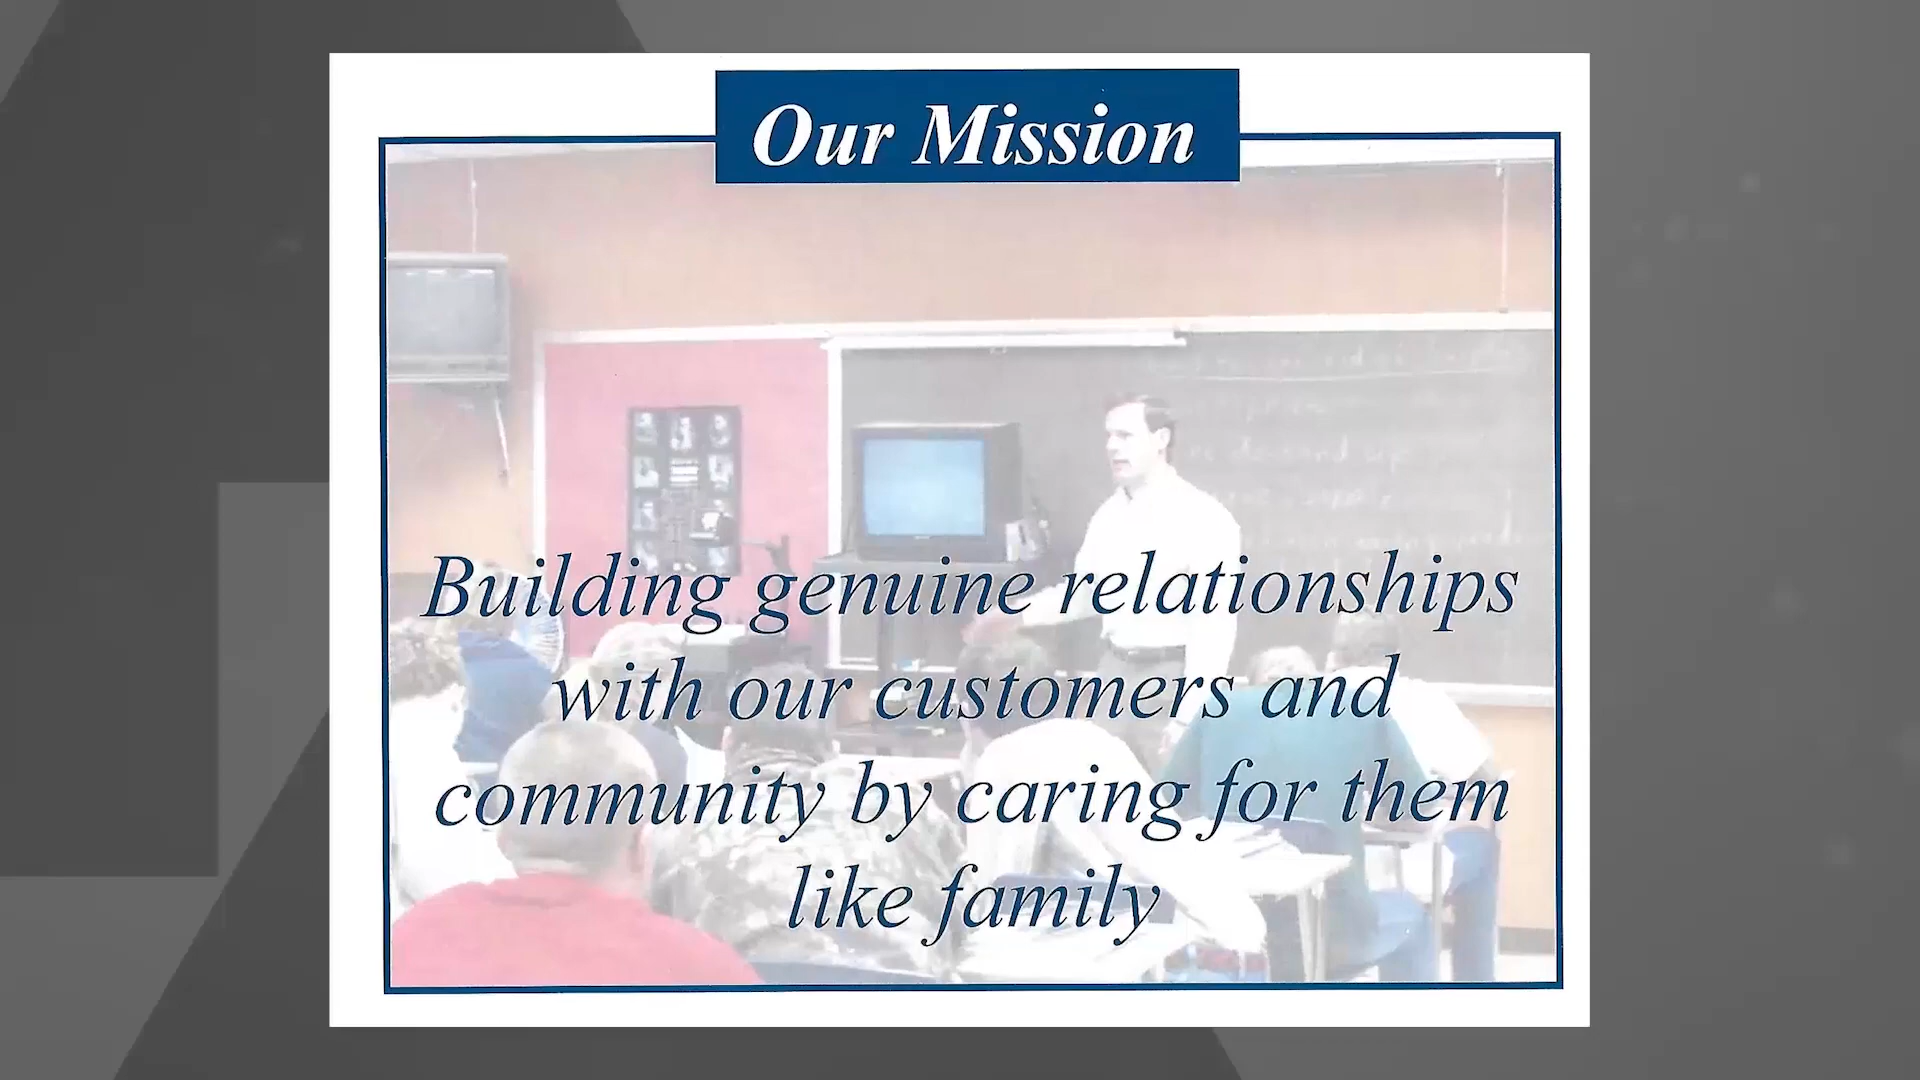 Our Mission
Building genuine relationships
with our customers and
community by caring for them
like family